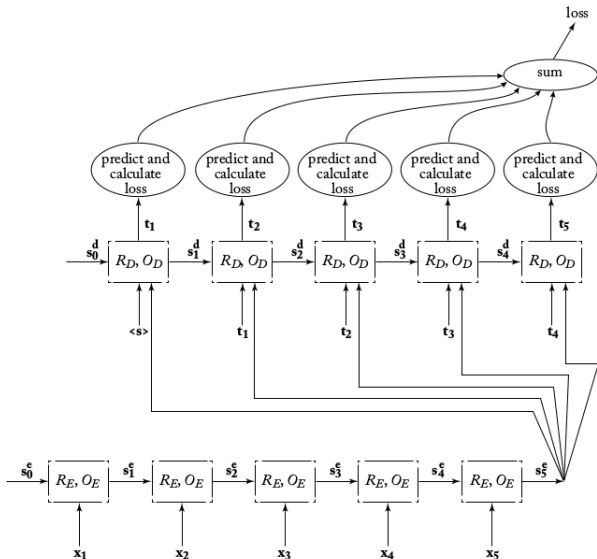 loss
sum
predict and calculate loss
predict and calculate loss
predict and calculate loss
predict and calculate loss
predict and calculate loss
t₁ t₂ t₃ t₄ t₅
s₀ᵈ R_D, O_D s₁ᵈ R_D, O_D s₂ᵈ R_D, O_D s₃ᵈ R_D, O_D s₄ᵈ R_D, O_D
<s> t₁ t₂ t₃ t₄
s₀ᵉ R_E, O_E s₁ᵉ R_E, O_E s₂ᵉ R_E, O_E s₃ᵉ R_E, O_E s₄ᵉ R_E, O_E s₅ᵉ
x₁ x₂ x₃ x₄ x₅